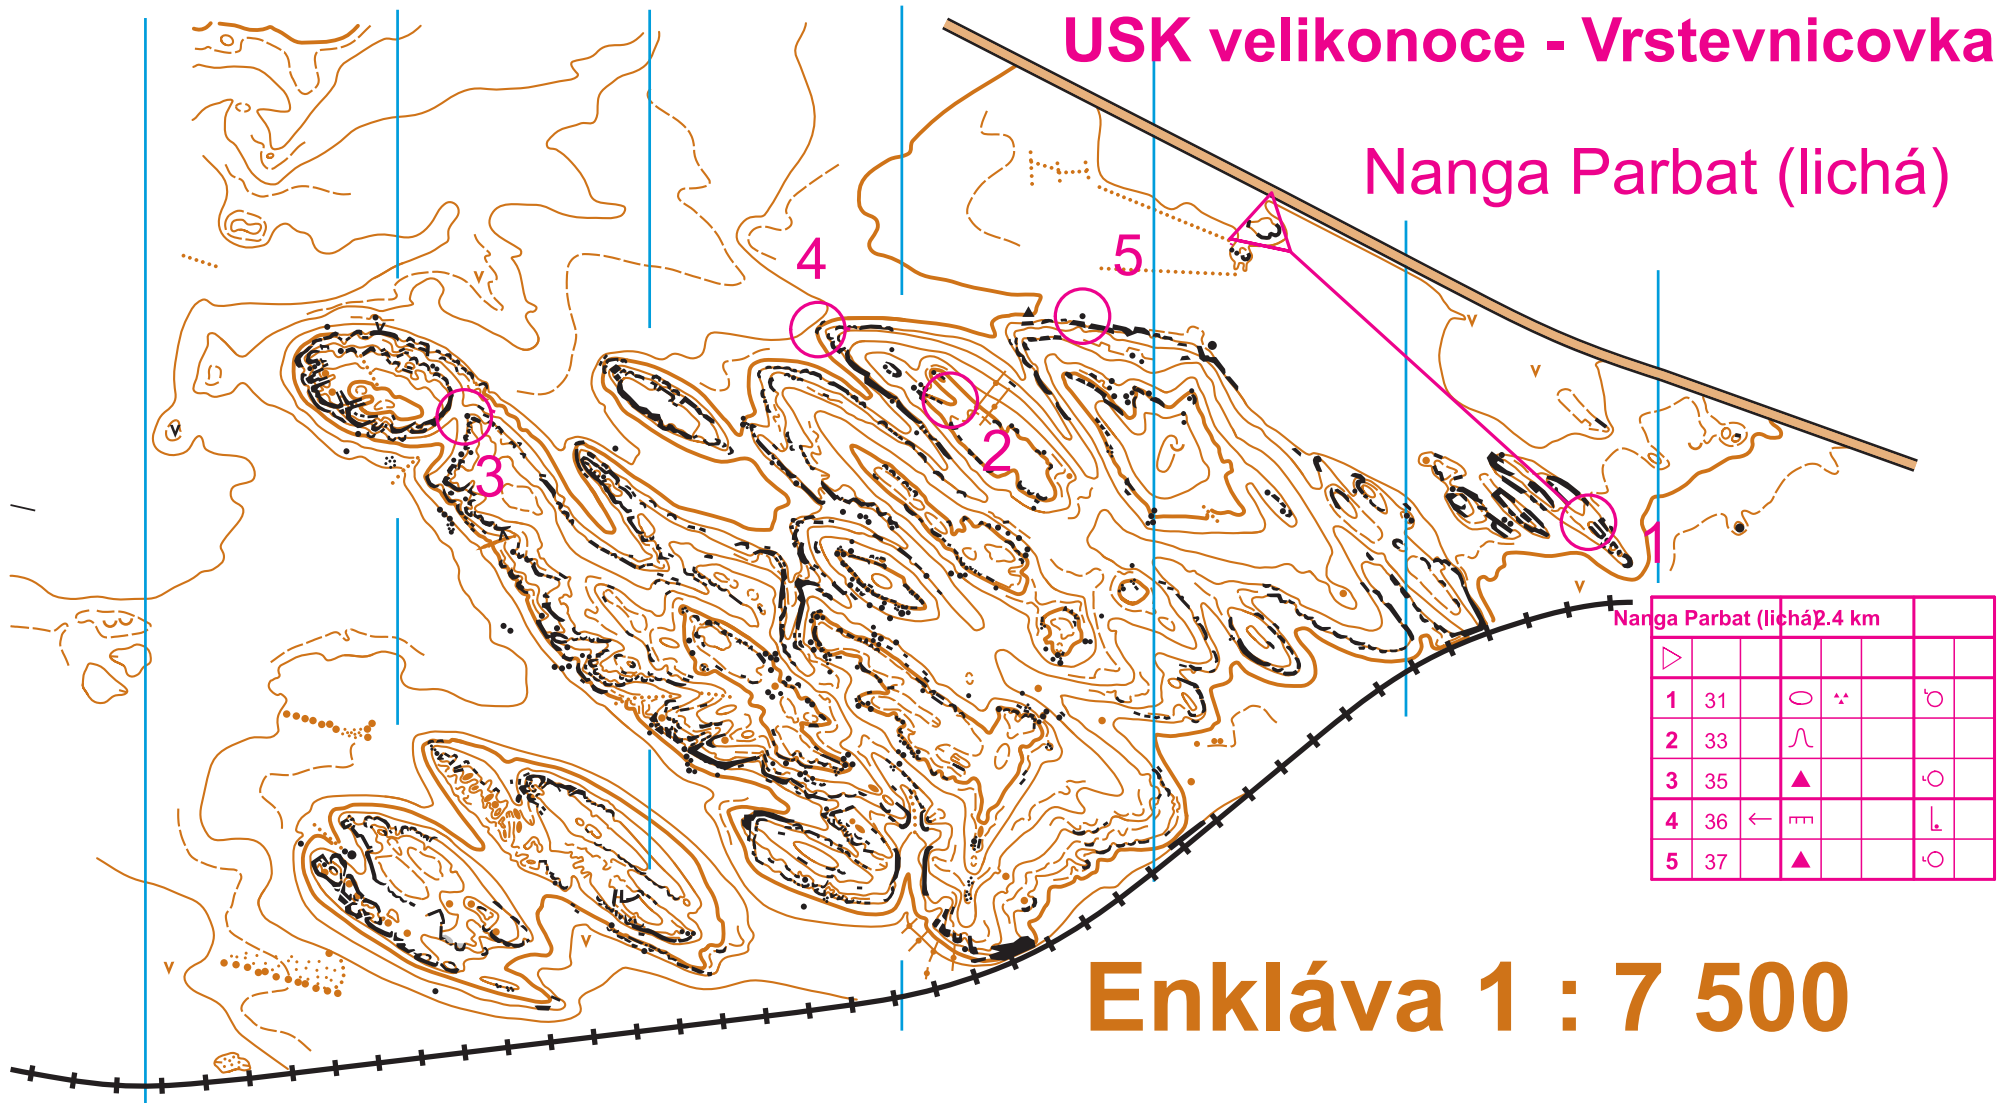 USK velikonoce - Vrstevnicovka
Nanga Parbat (lichá)
4
5
2
3
1
Nanga Parbat (lichá) 2.4 km
1 31
2 33
3 35
4 36
5 37
Enkláva 1 : 7 500